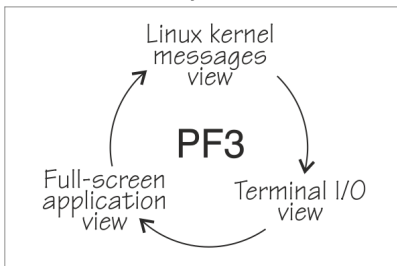 Linux kernel
messages
view
PF3
Full-screen
application
view
Terminal I/O
view